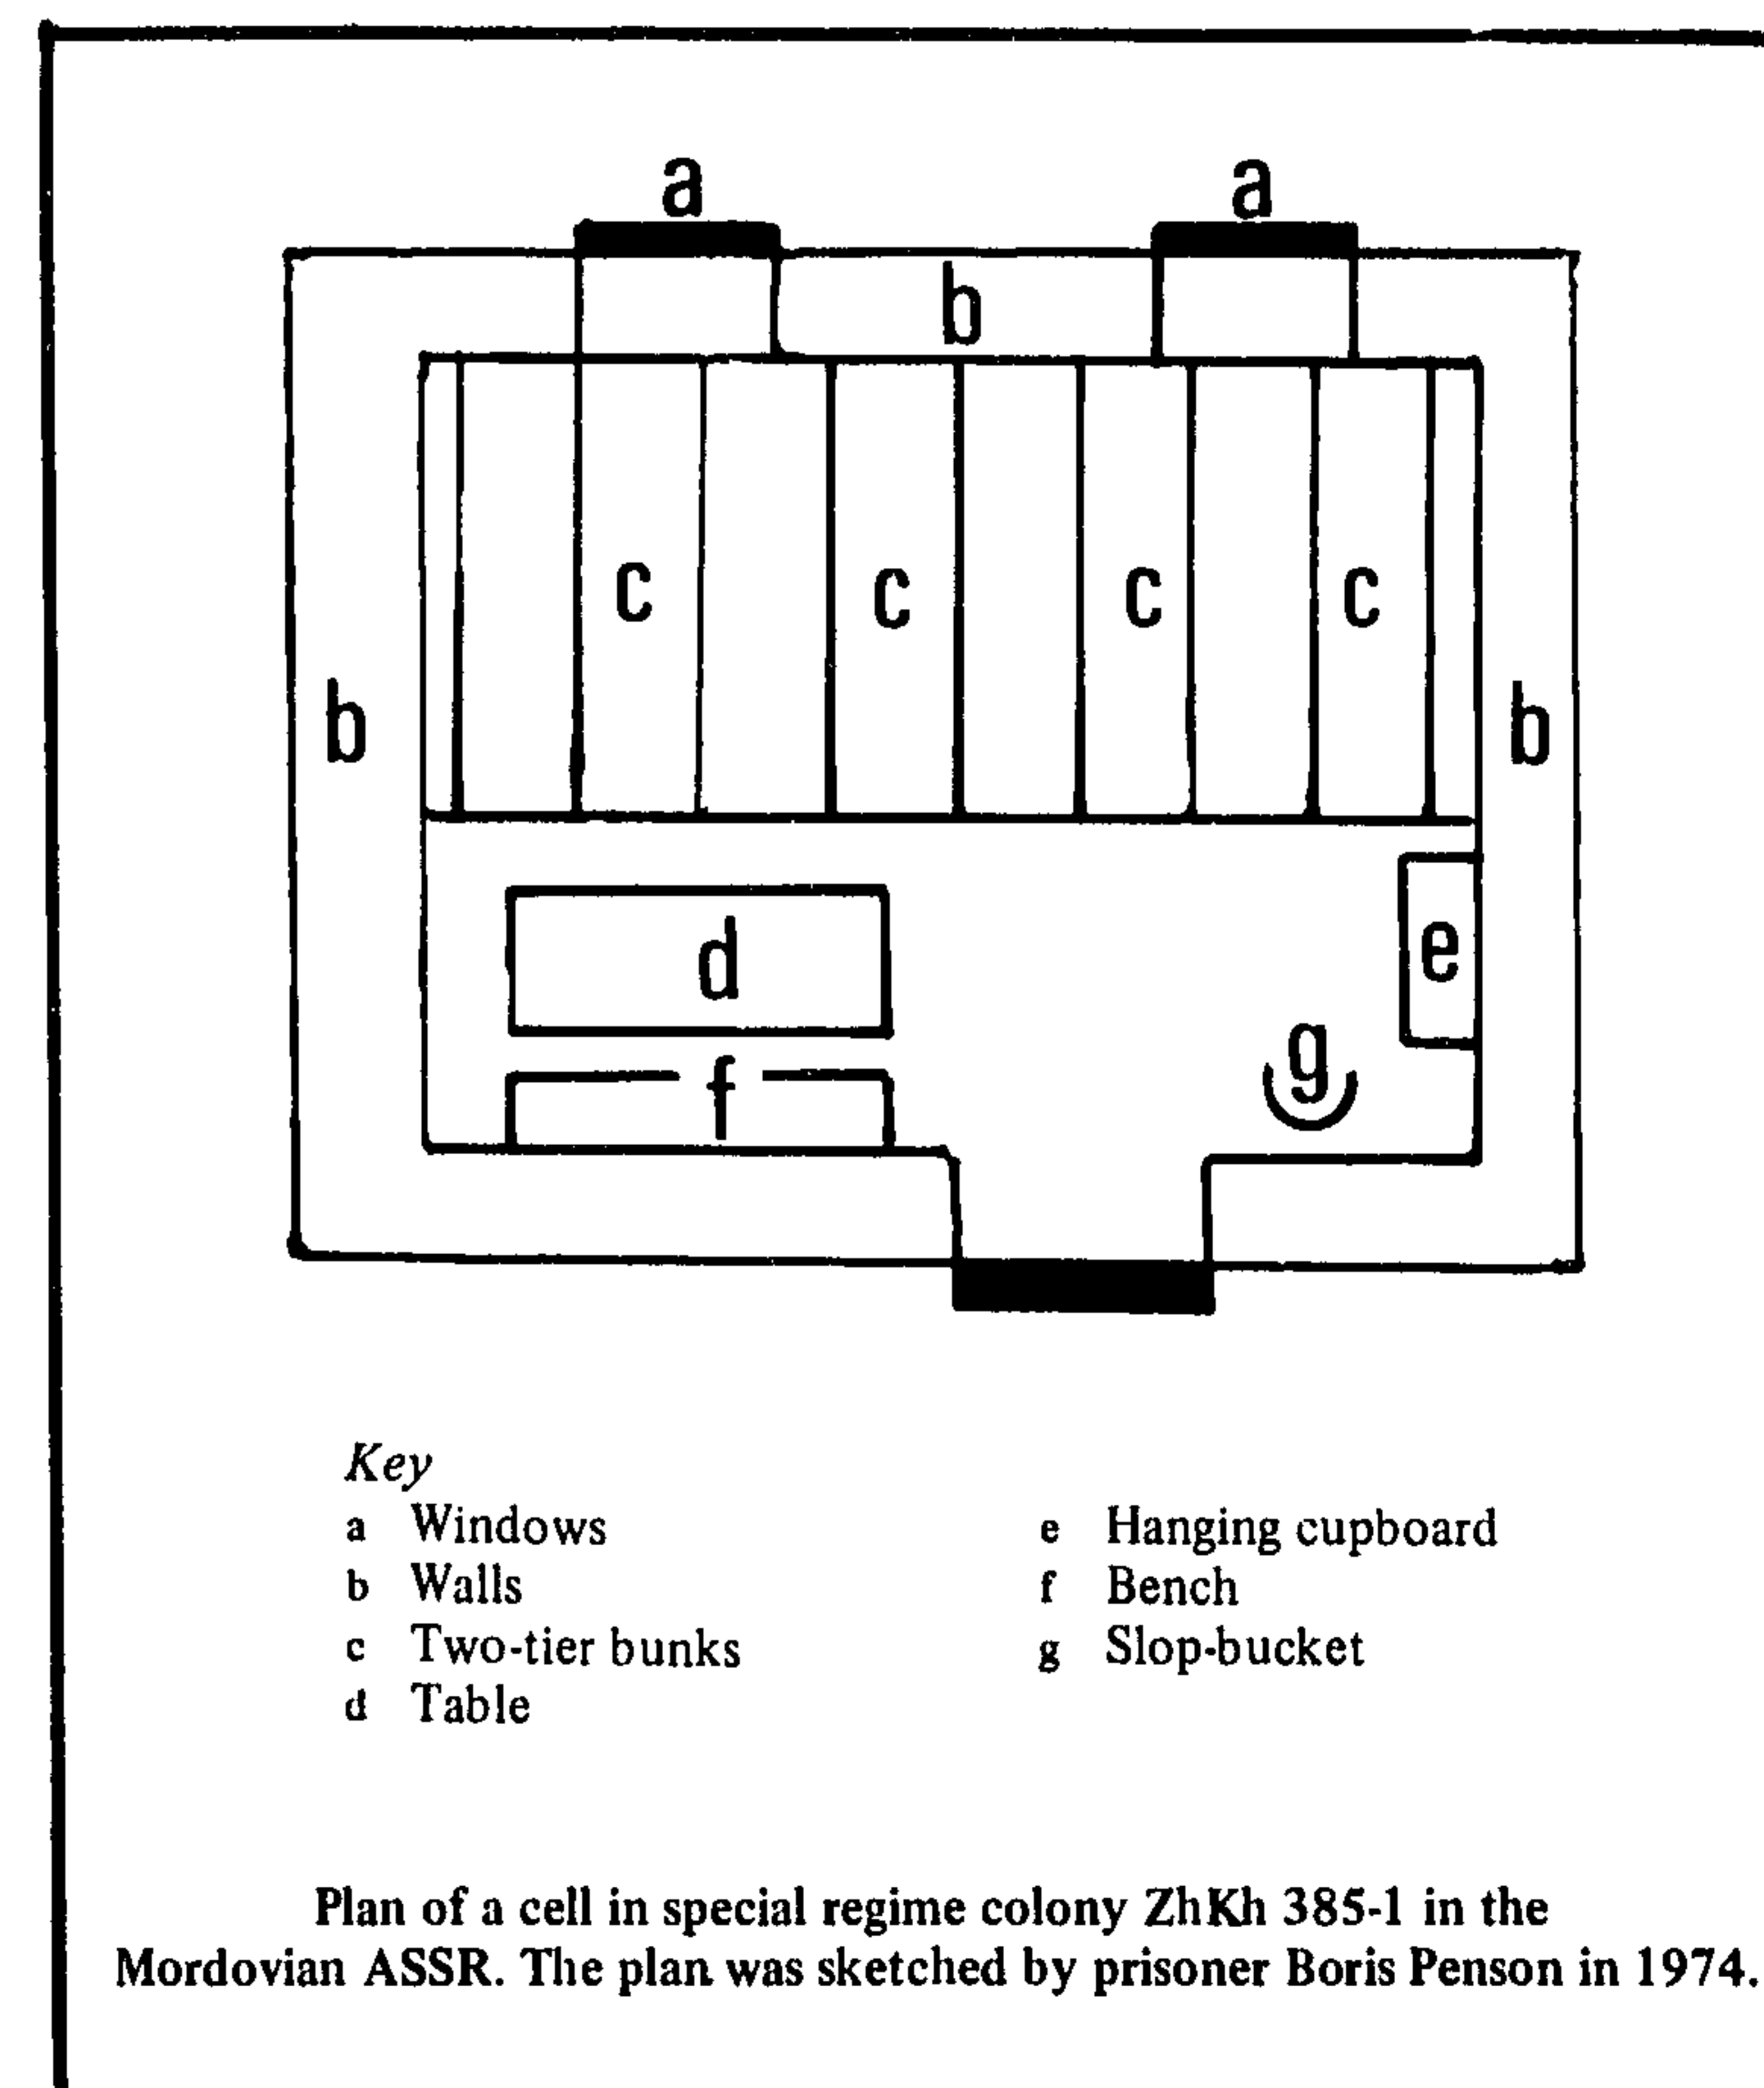 a a
b
c c c c
b b
d e
g
f
Key
a Windows e Hanging cupboard
b Walls f Bench
c Two-tier bunks g Slop-bucket
d Table
Plan of a cell in special regime colony ZhKh 385-1 in the
Mordovian ASSR. The plan was sketched by prisoner Boris Penson in 1974.